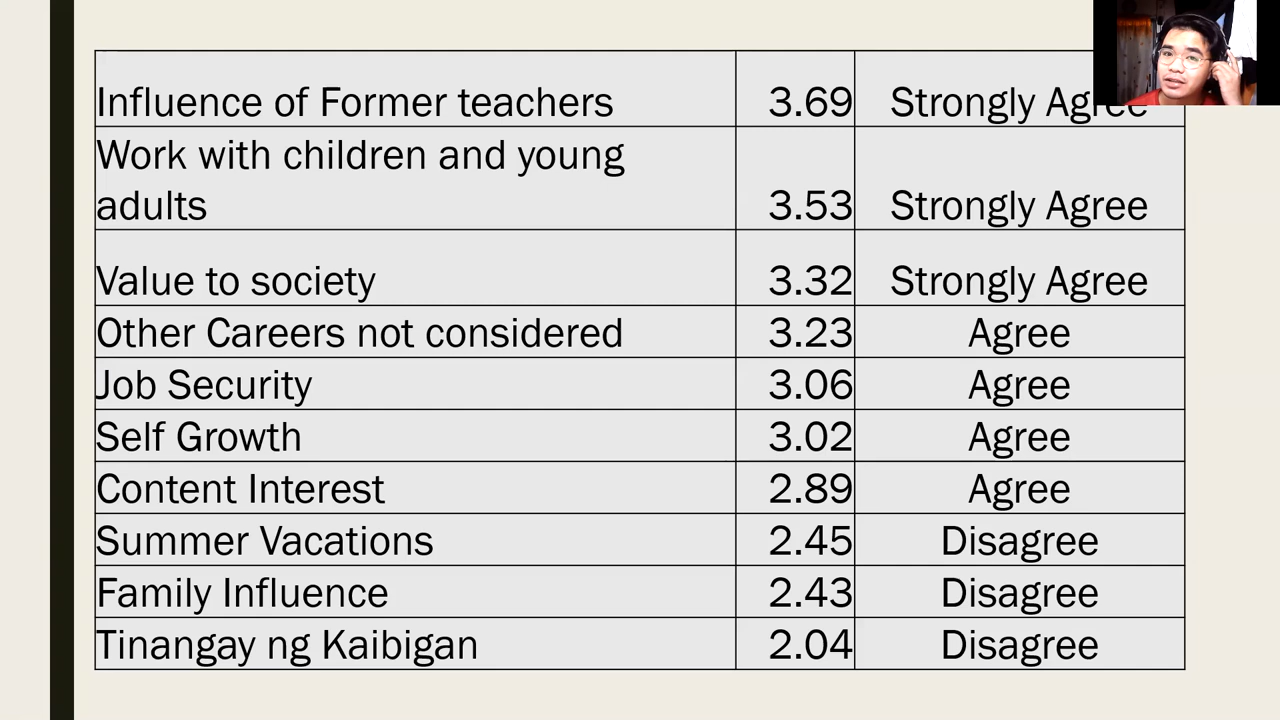 Influence of Former teachers 3.69 Strongly Agree
Work with children and young
adults 3.53 Strongly Agree
Value to society 3.32 Strongly Agree
Other Careers not considered 3.23 Agree
Job Security 3.06 Agree
Self Growth 3.02 Agree
Content Interest 2.89 Agree
Summer Vacations 2.45 Disagree
Family Influence 2.43 Disagree
Tinangay ng Kaibigan 2.04 Disagree